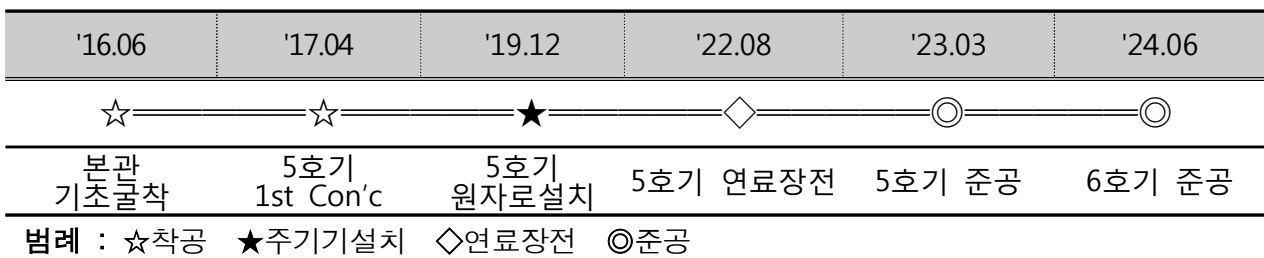 '16.06 '17.04 '19.12 '22.08 '23.03 '24.06
☆═════☆══════★══════◇══════◎══════◎
본관 기초굴착 5호기 1st Con'c 5호기 원자로설치 5호기 연료장전 5호기 준공 6호기 준공
범례 : ☆착공 ★주기기설치 ◇연료장전 ◎준공